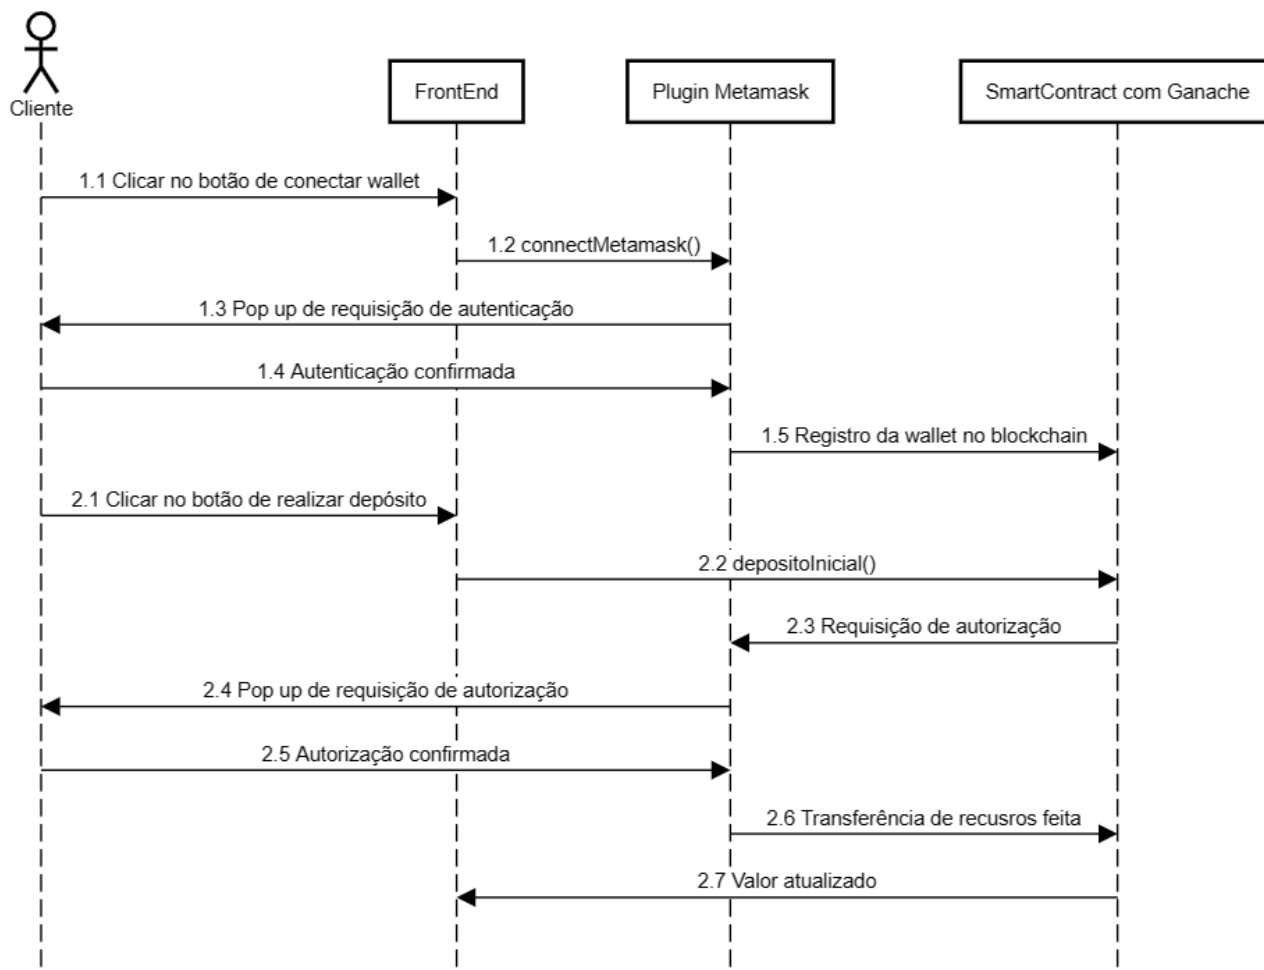 Cliente
FrontEnd
Plugin Metamask
SmartContract com Ganache
1.1 Clicar no botão de conectar wallet
1.2 connectMetamask()
1.3 Pop up de requisição de autenticação
1.4 Autenticação confirmada
1.5 Registro da wallet no blockchain
2.1 Clicar no botão de realizar depósito
2.2 depositoInicial()
2.3 Requisição de autorização
2.4 Pop up de requisição de autorização
2.5 Autorização confirmada
2.6 Transferência de recusros feita
2.7 Valor atualizado